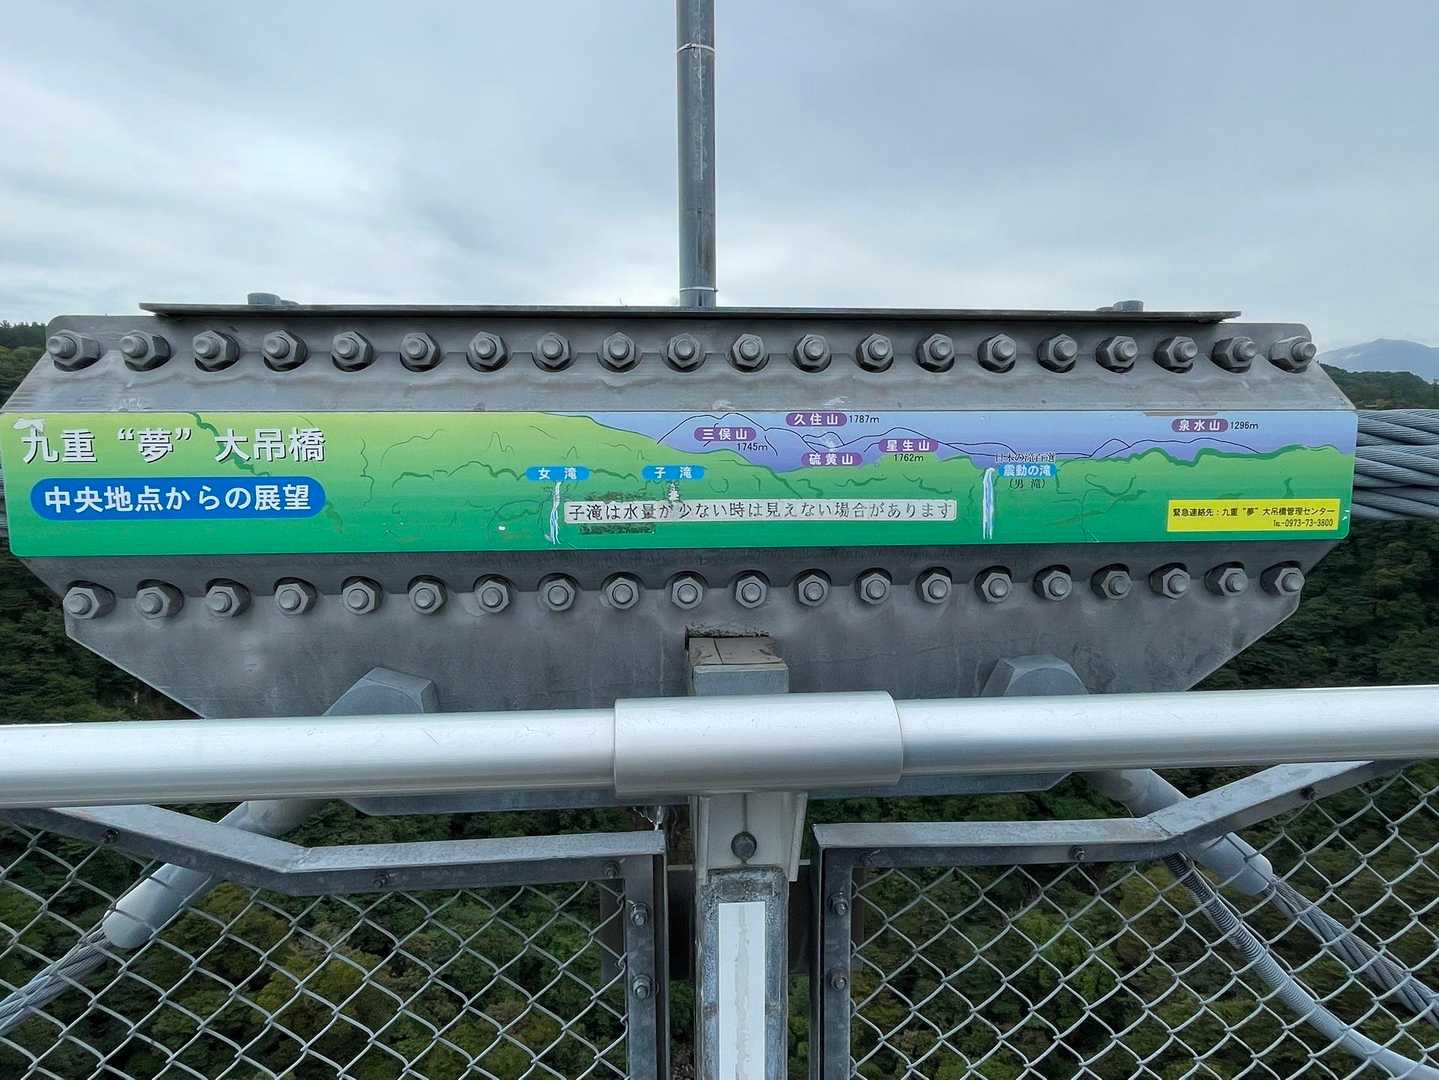 九重“夢”大吊橋
中央地点からの展望
女滝
子滝
三俣山
1745m
久住山 1787m
硫黄山
星生山
1762m
日本の滝百選
震動の滝
(男滝)
泉水山 1296m
子滝は水量が少ない時は見えない場合があります
緊急連絡先：九重“夢”大吊橋管理センター
℡-0973-73-3800